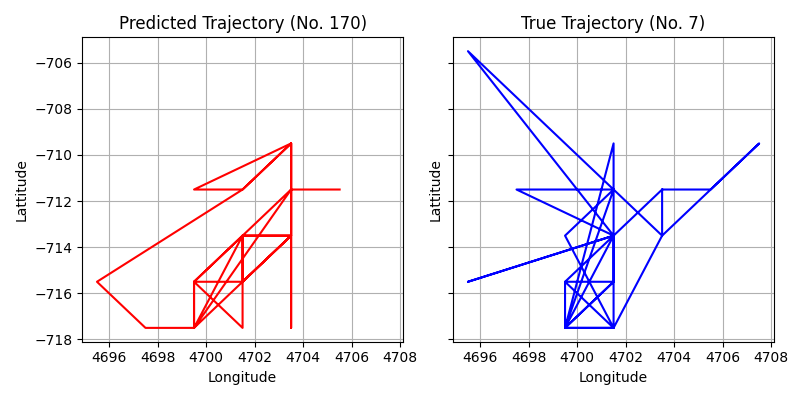 Predicted Trajectory (No. 170)
True Trajectory (No. 7)
Lattitude
−706
−708
−710
−712
−714
−716
−718
4696 4698 4700 4702 4704 4706 4708
Longitude
Lattitude
4696 4698 4700 4702 4704 4706 4708
Longitude